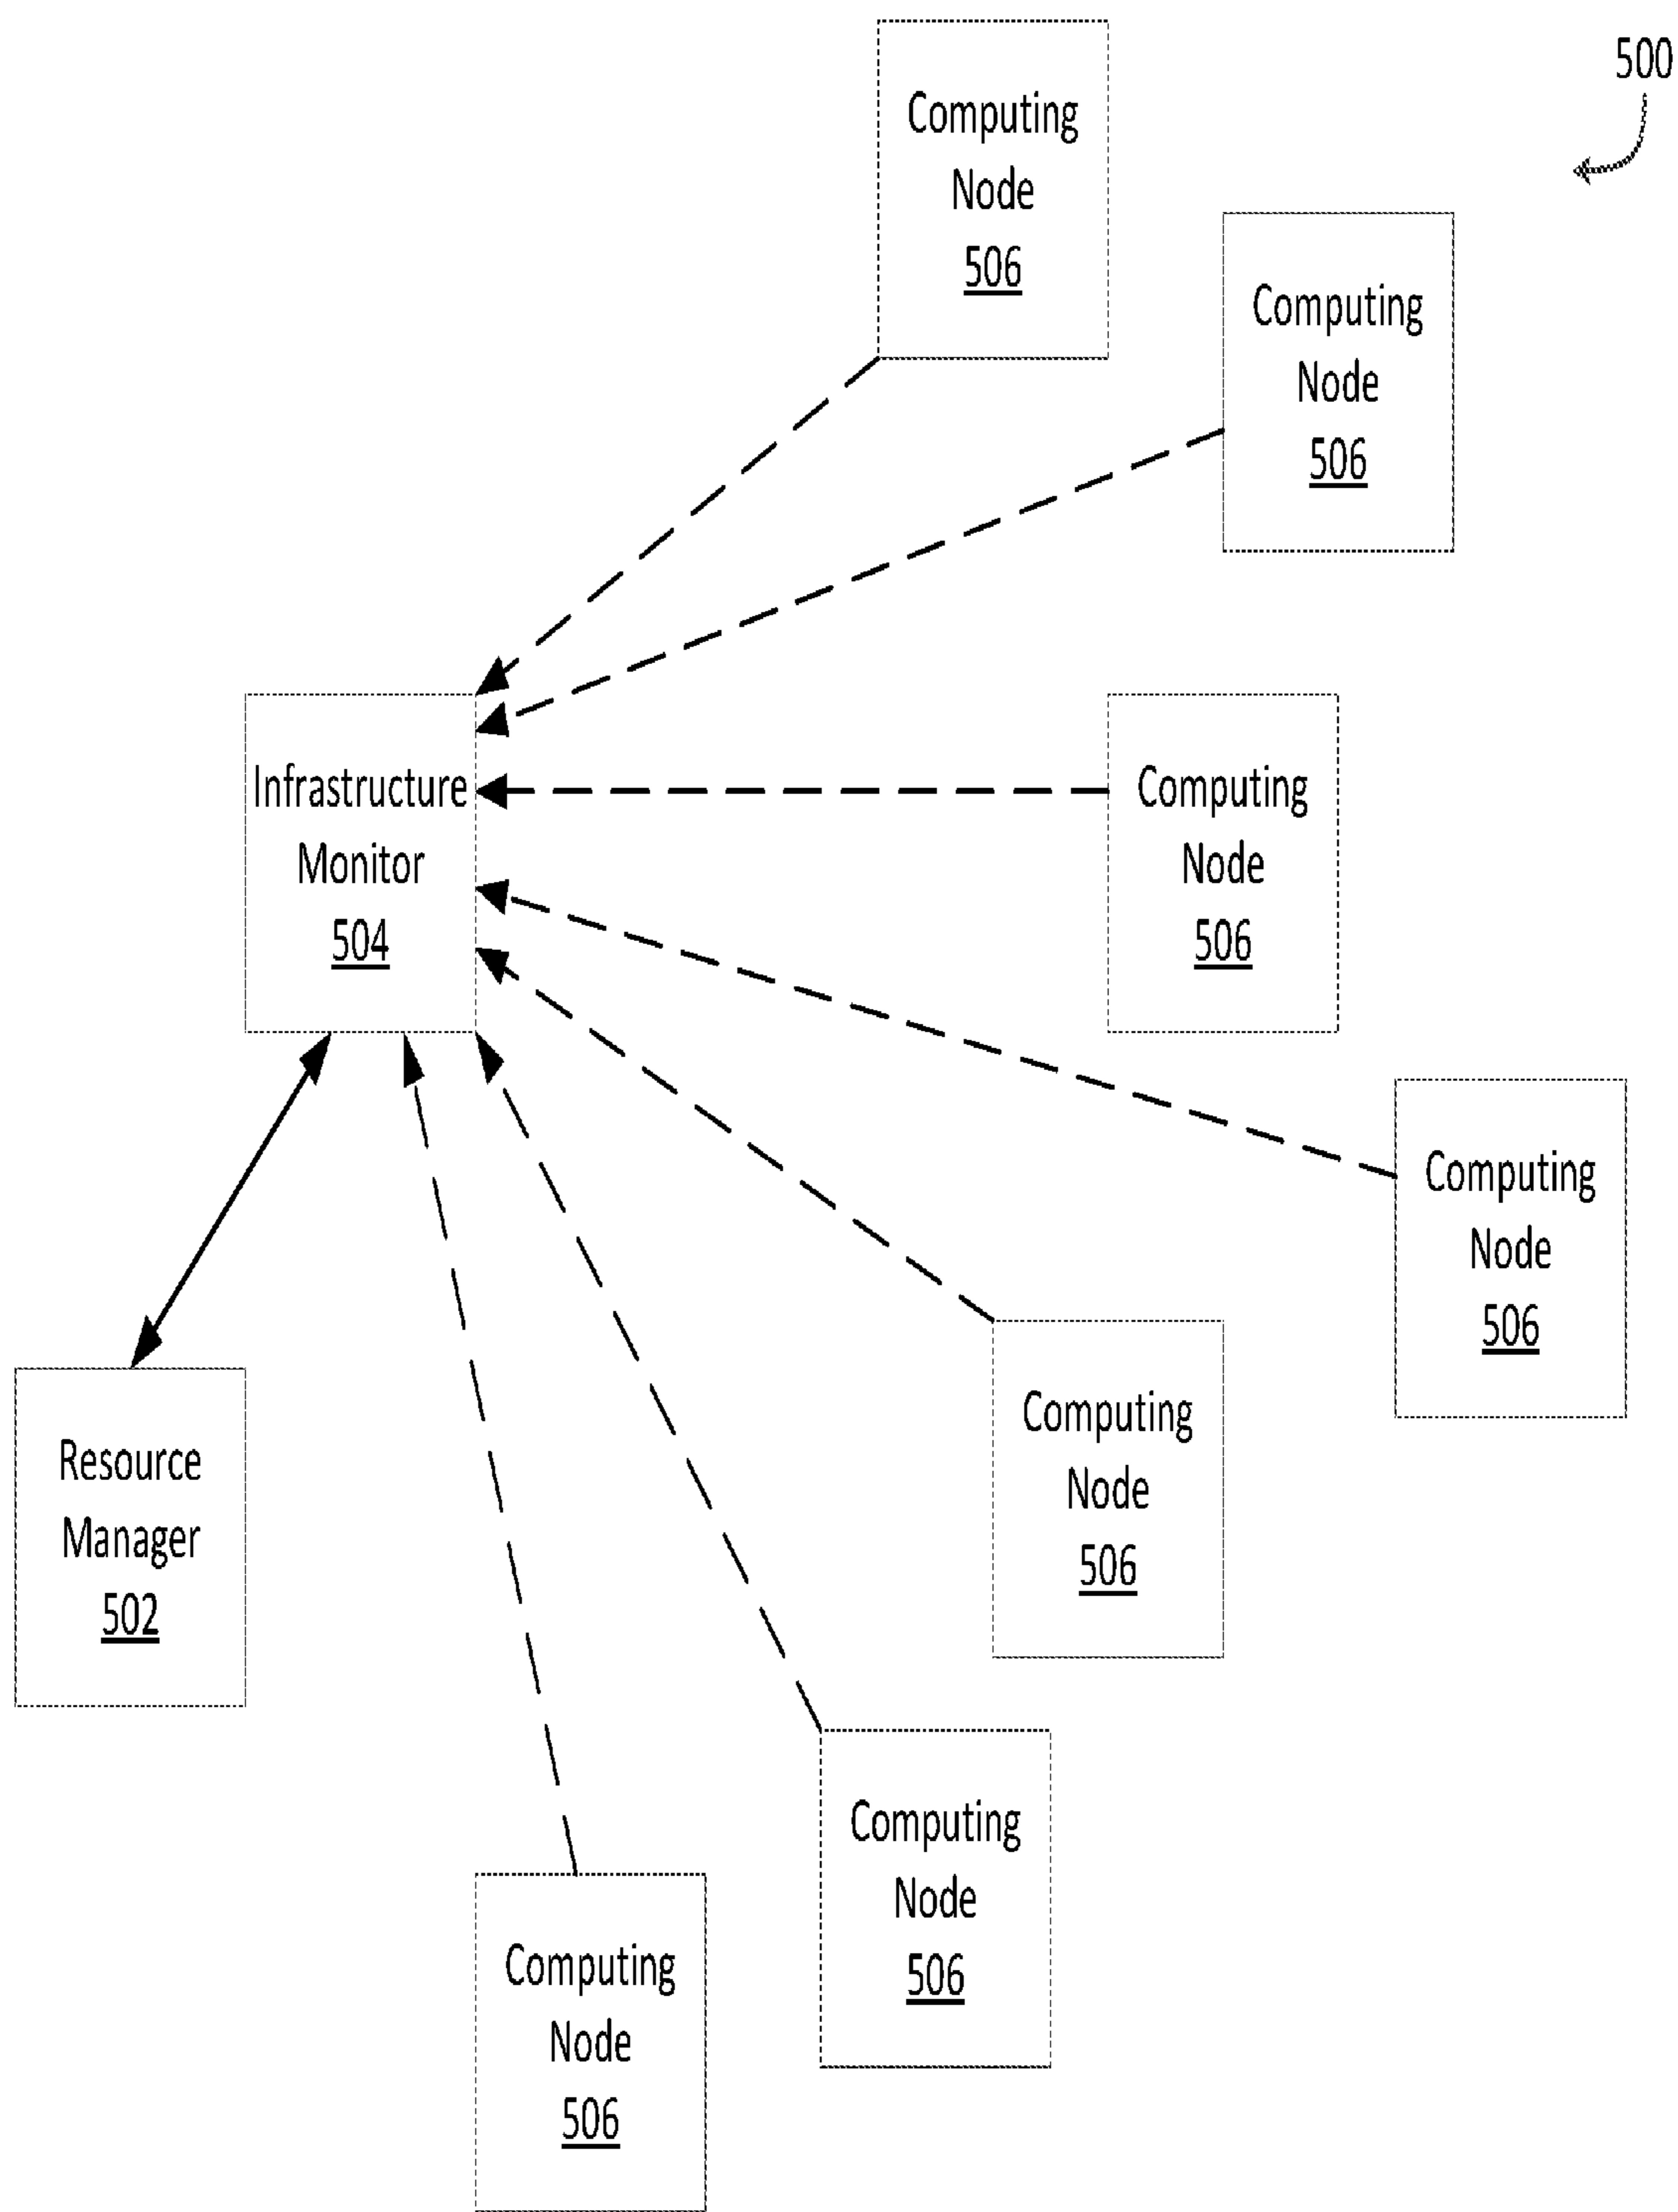 500
Computing
Node
506
Computing
Node
506
Infrastructure
Monitor
504
Computing
Node
506
Computing
Node
506
Computing
Node
506
Resource
Manager
502
Computing
Node
506
Computing
Node
506